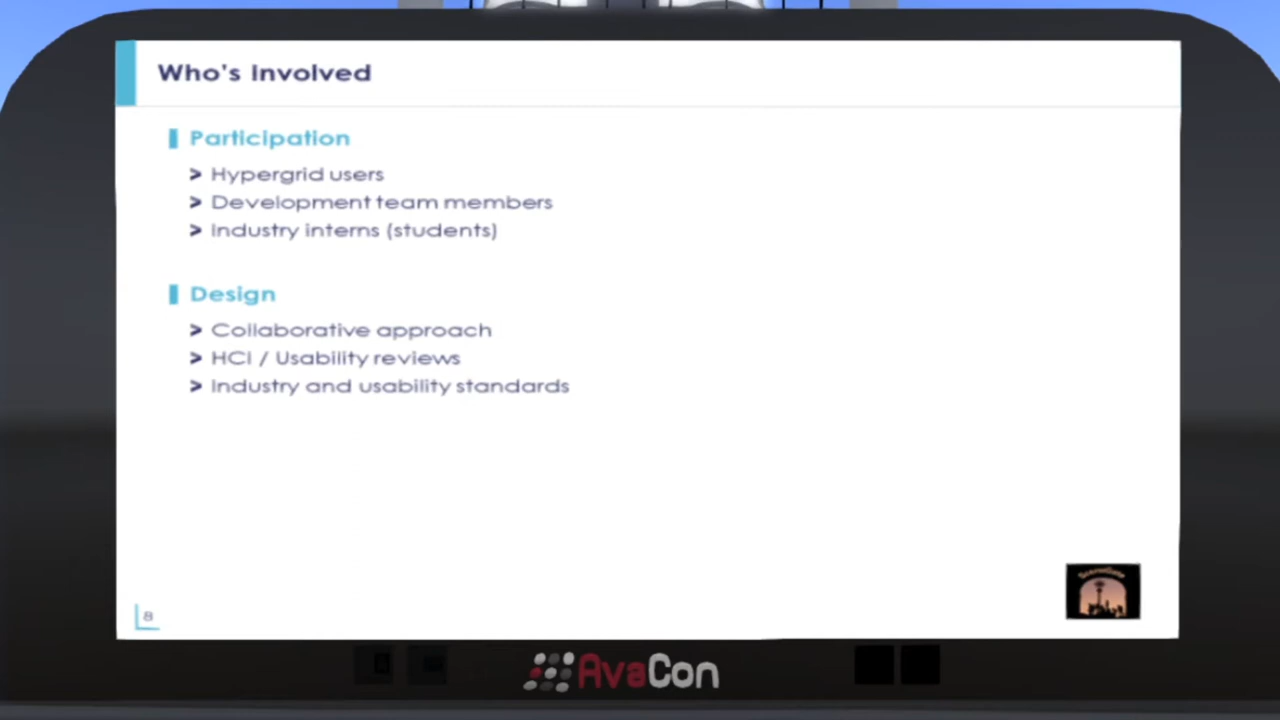 Who's Involved
Participation
> Hypergrid users
> Development team members
> Industry interns (students)
Design
> Collaborative approach
> HCI / Usability reviews
> Industry and usability standards
8
AvaCon